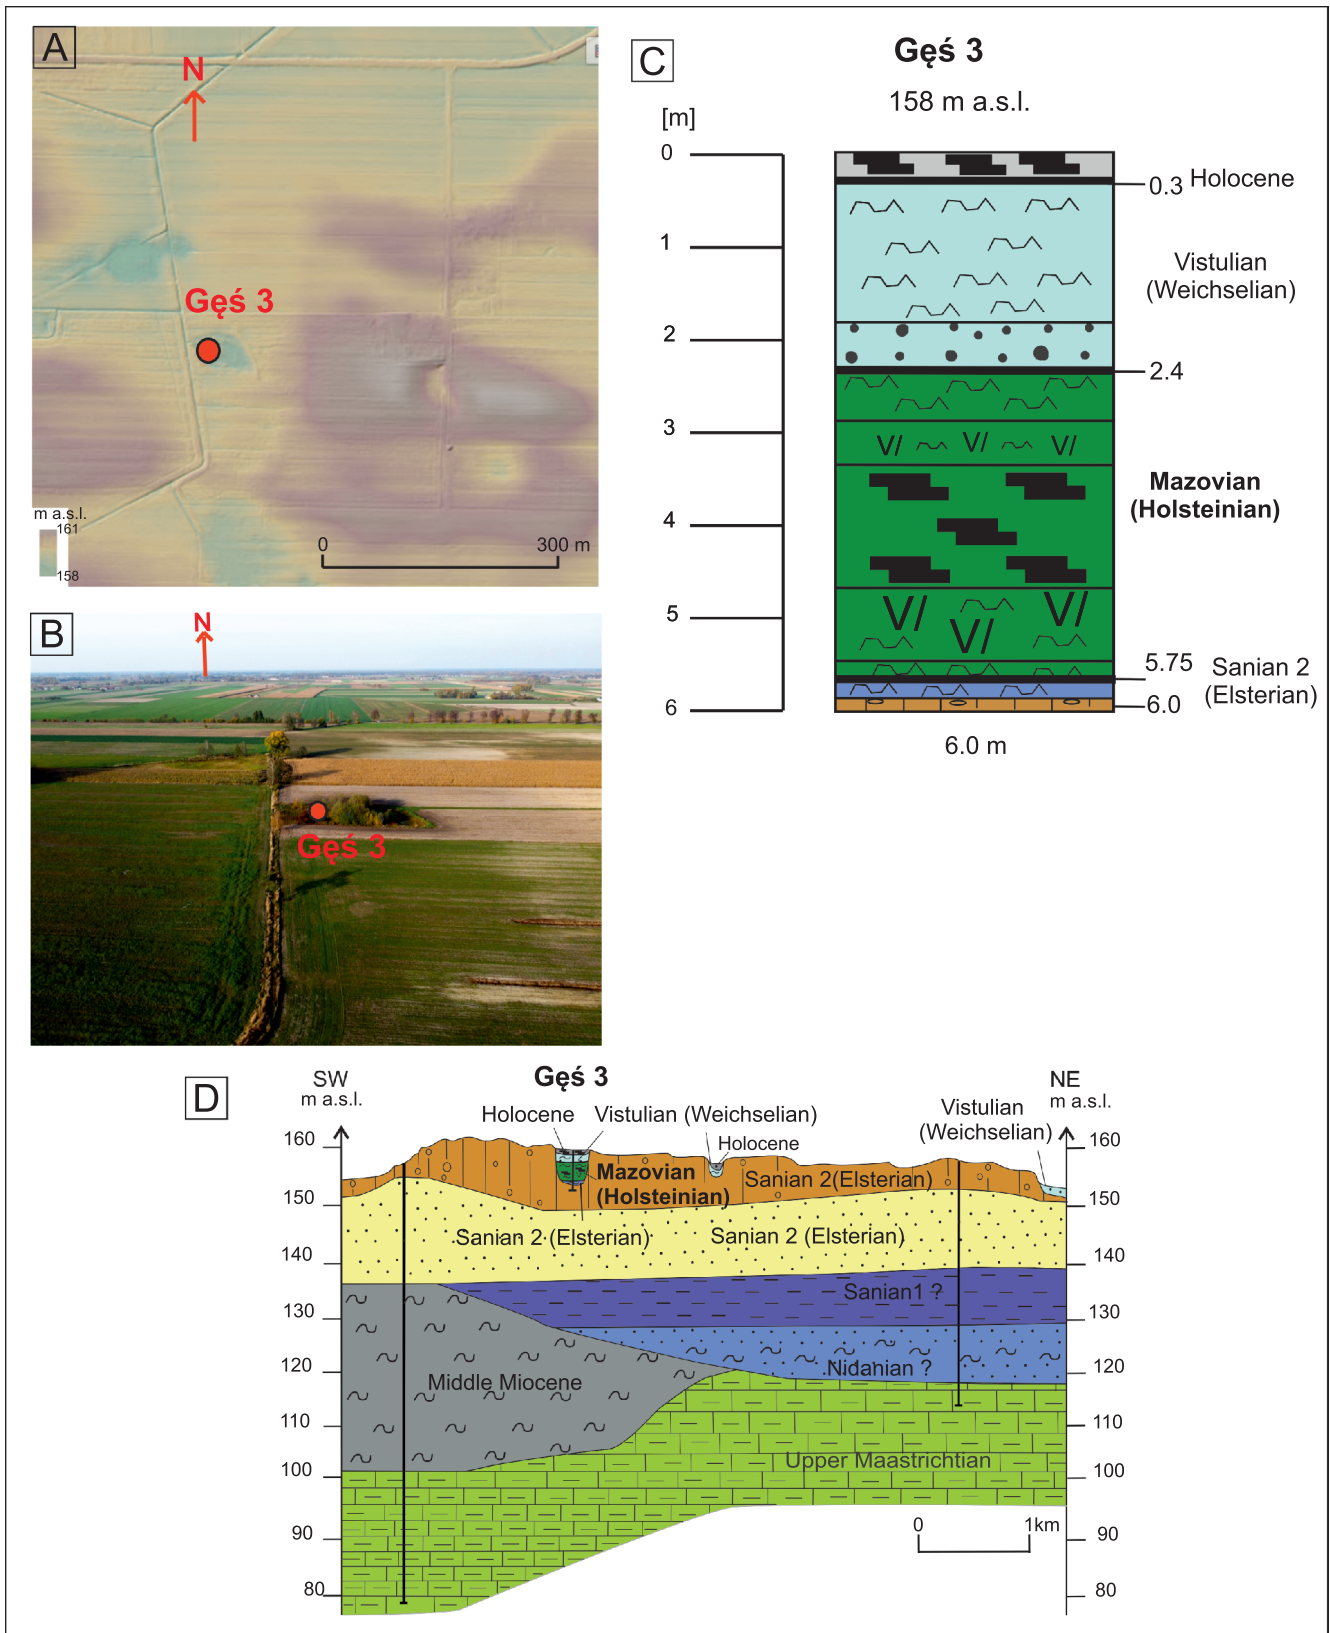 A
N
Gęś 3
m a.s.l.
161
158
0
300 m
B
N
Gęś 3
C
Gęś 3
158 m a.s.l.
[m]
0
1
2
3
4
5
6
0.3 Holocene
Vistulian
(Weichselian)
2.4
Mazovian
(Holsteinian)
5.75
Sanian 2
(Elsterian)
6.0
6.0 m
D
SW
m a.s.l.
Gęś 3
NE
m a.s.l.
Holocene
Vistulian (Weichselian)
Holocene
Vistulian
(Weichselian)
160
150
140
130
120
110
100
90
80
160
150
140
130
120
110
100
90
80
Mazovian
(Holsteinian)
Sanian 2(Elsterian)
Sanian 2 (Elsterian)
Sanian 2 (Elsterian)
Sanian1 ?
Nidanian ?
Middle Miocene
Upper Maastrichtian
0
1km